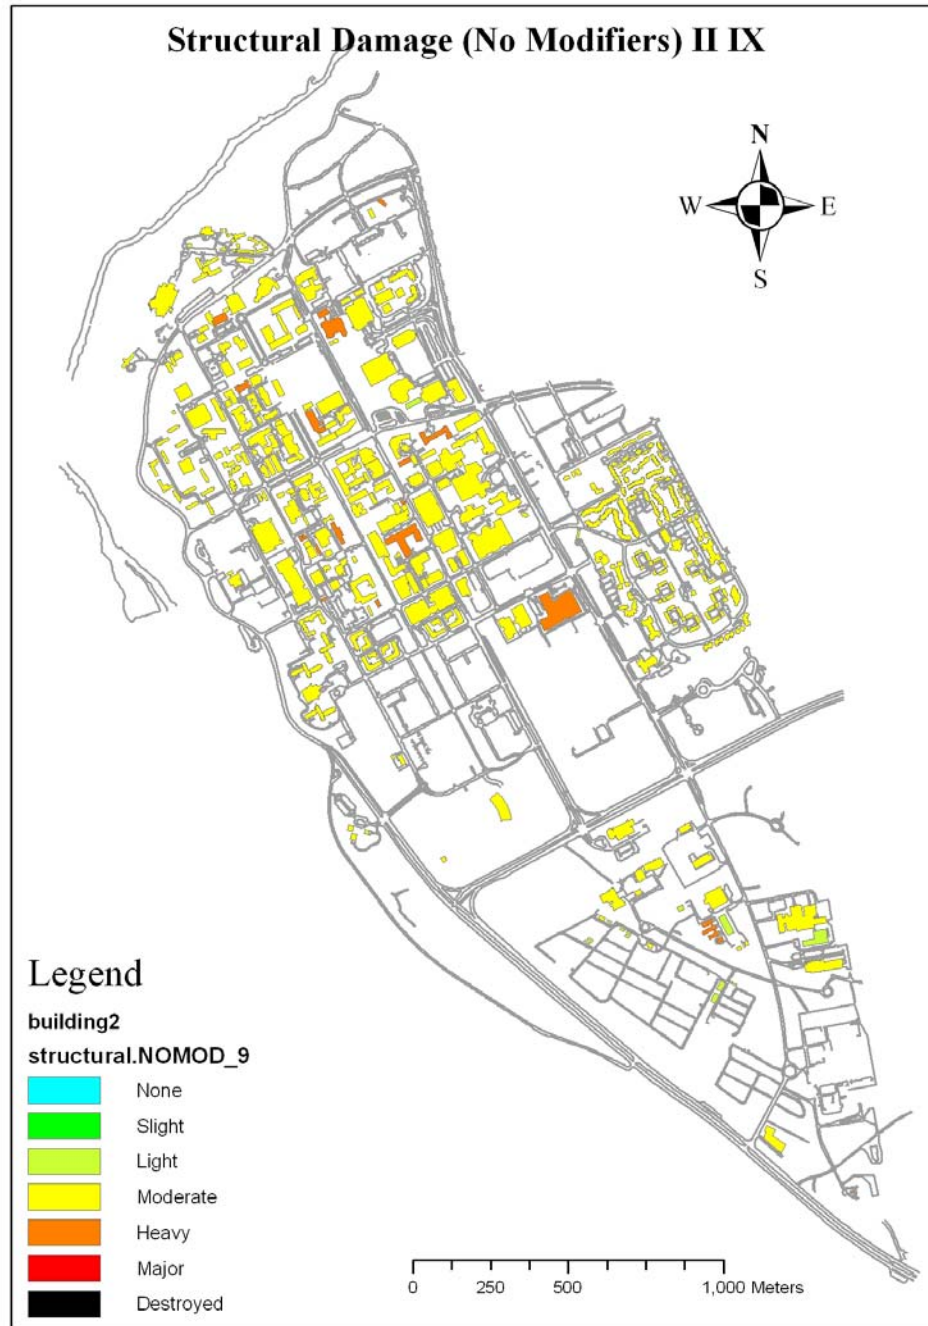 Structural Damage (No Modifiers) II IX
N
W E
S
Legend
building2
structural.NOMOD_9
None
Slight
Light
Moderate
Heavy
Major
Destroyed
0 250 500 1,000 Meters